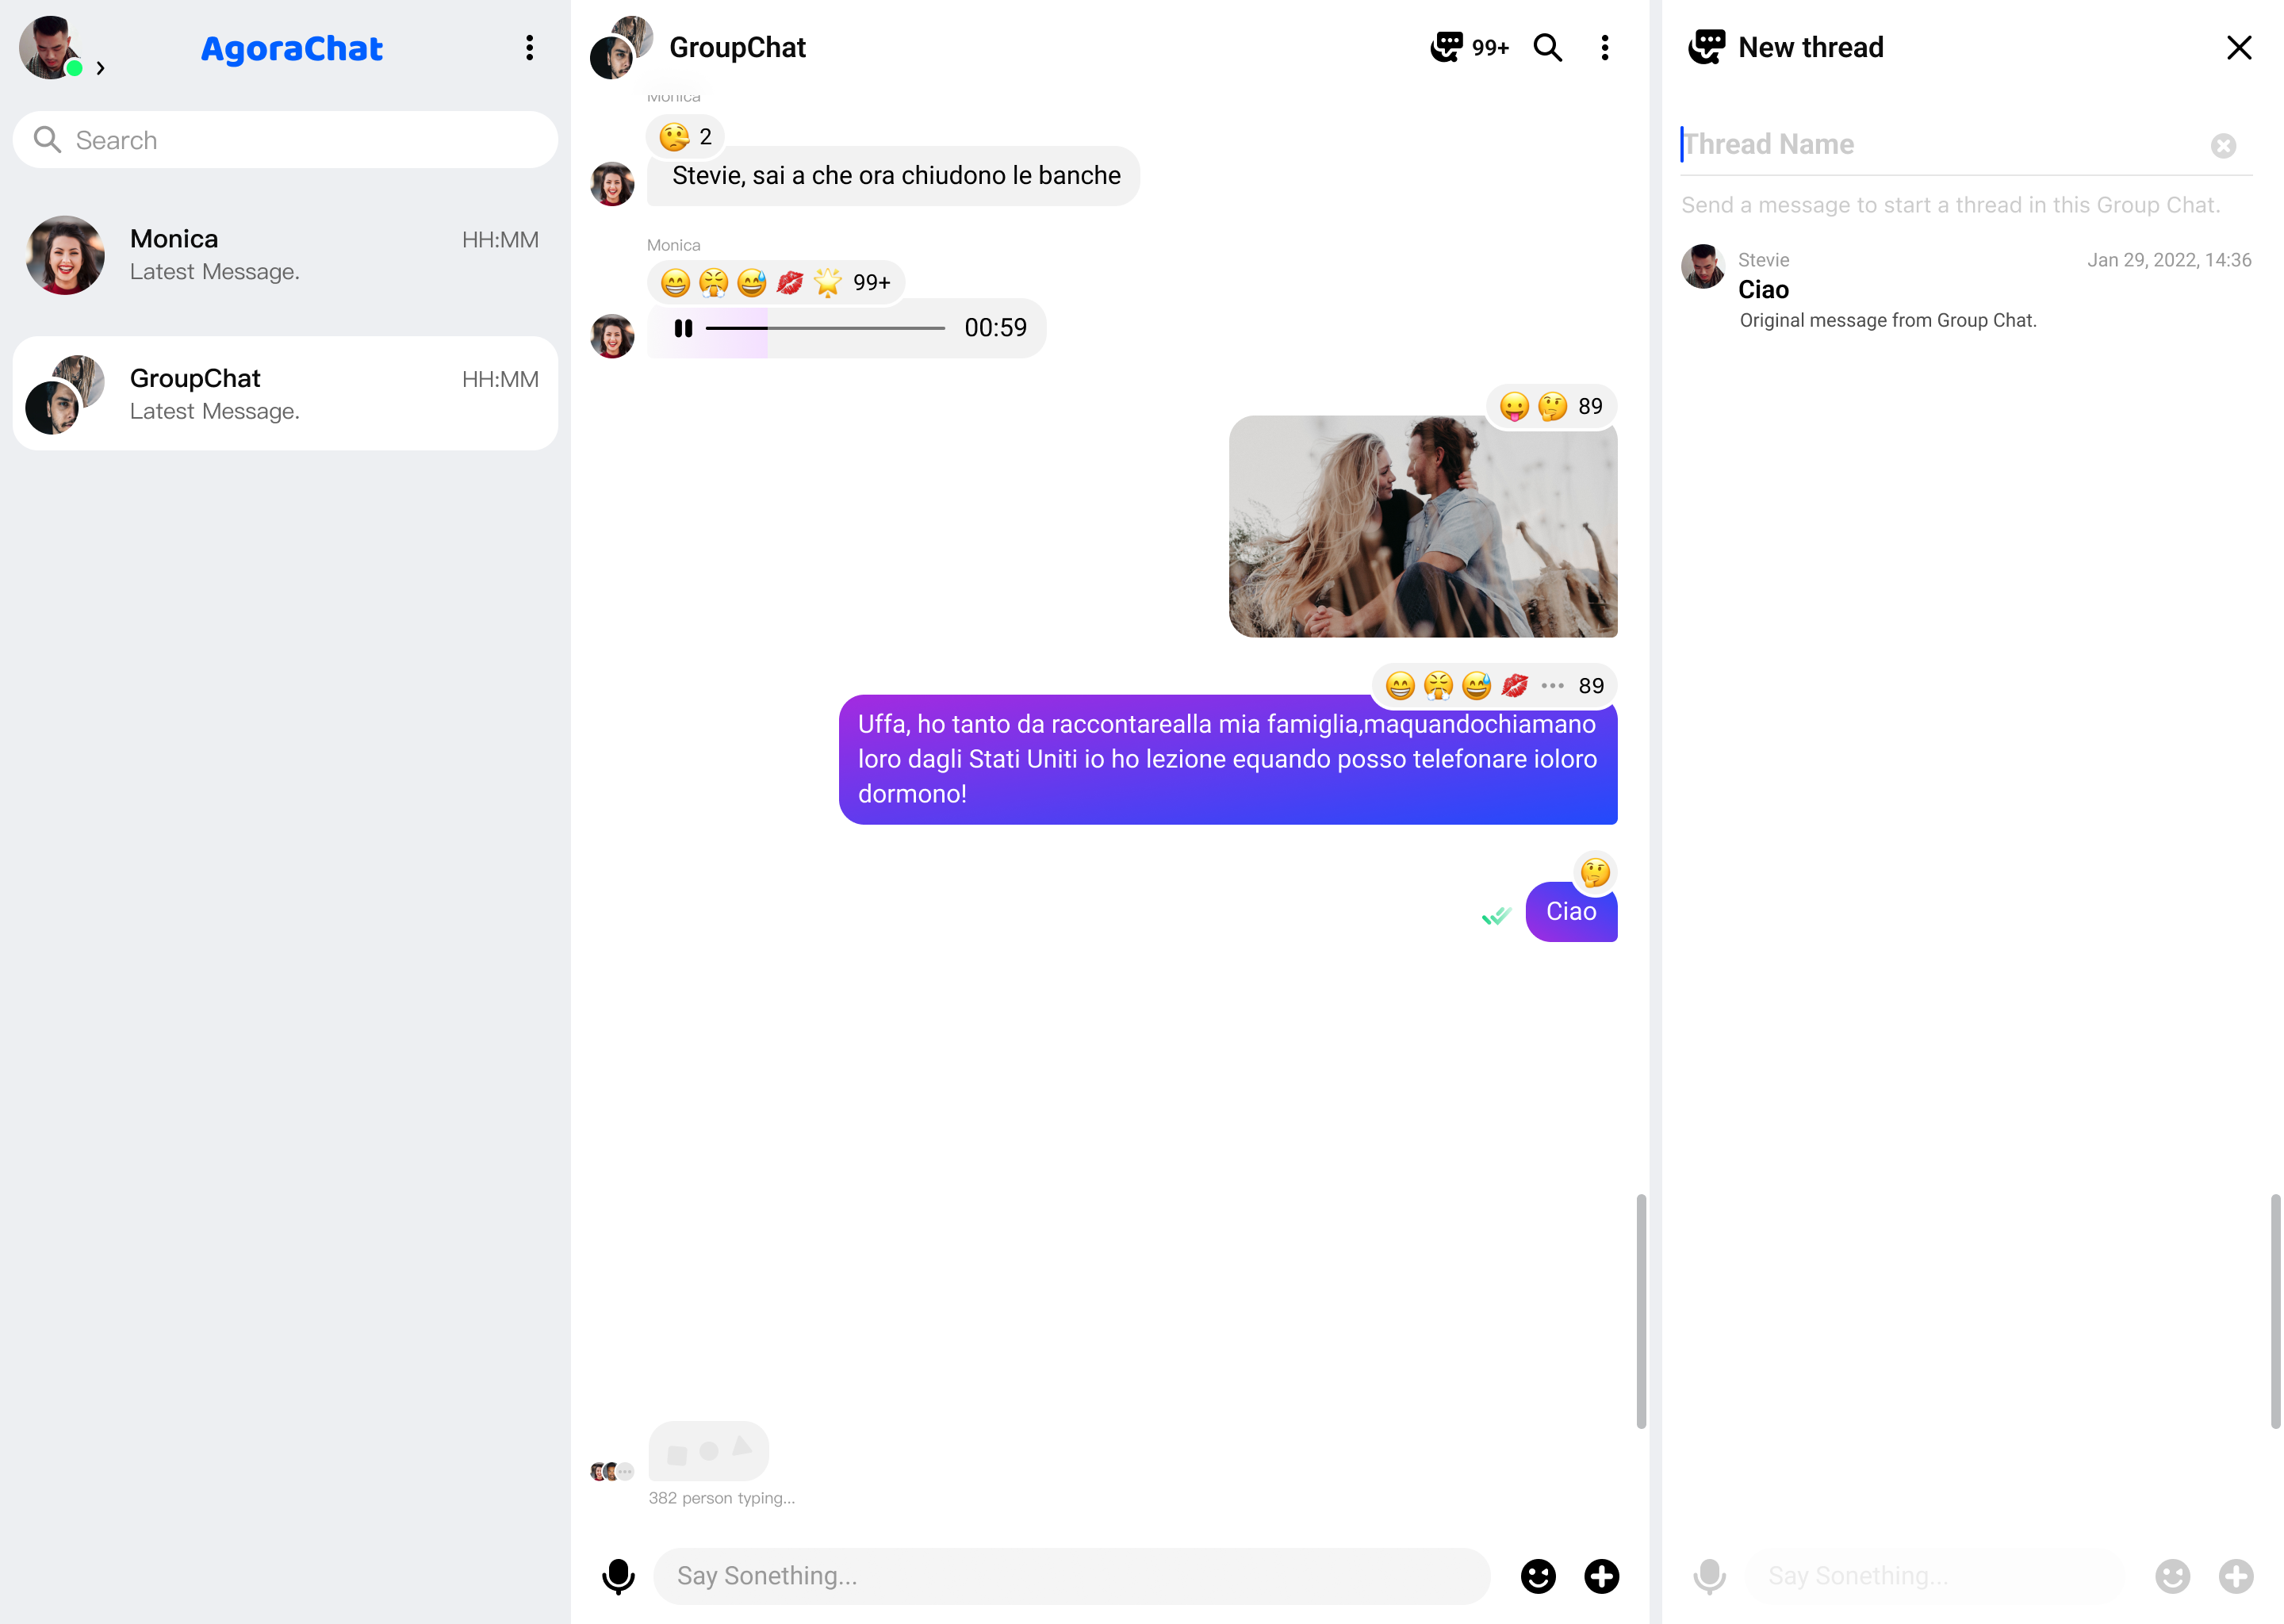 AgoraChat
Search
Monica
HH:MM
Latest Message.
GroupChat
HH:MM
Latest Message.
GroupChat
99+
Monica
2
Stevie, sai a che ora chiudono le banche
Monica
99+
00:59
89
89
Uffa, ho tanto da raccontarealla mia famiglia,maquandochiamano
loro dagli Stati Uniti io ho lezione equando posso telefonare ioloro
dormono!
Ciao
382 person typing...
Say Sonething...
New thread
Thread Name
Send a message to start a thread in this Group Chat.
Stevie
Jan 29, 2022, 14:36
Ciao
Original message from Group Chat.
Say Sonething...